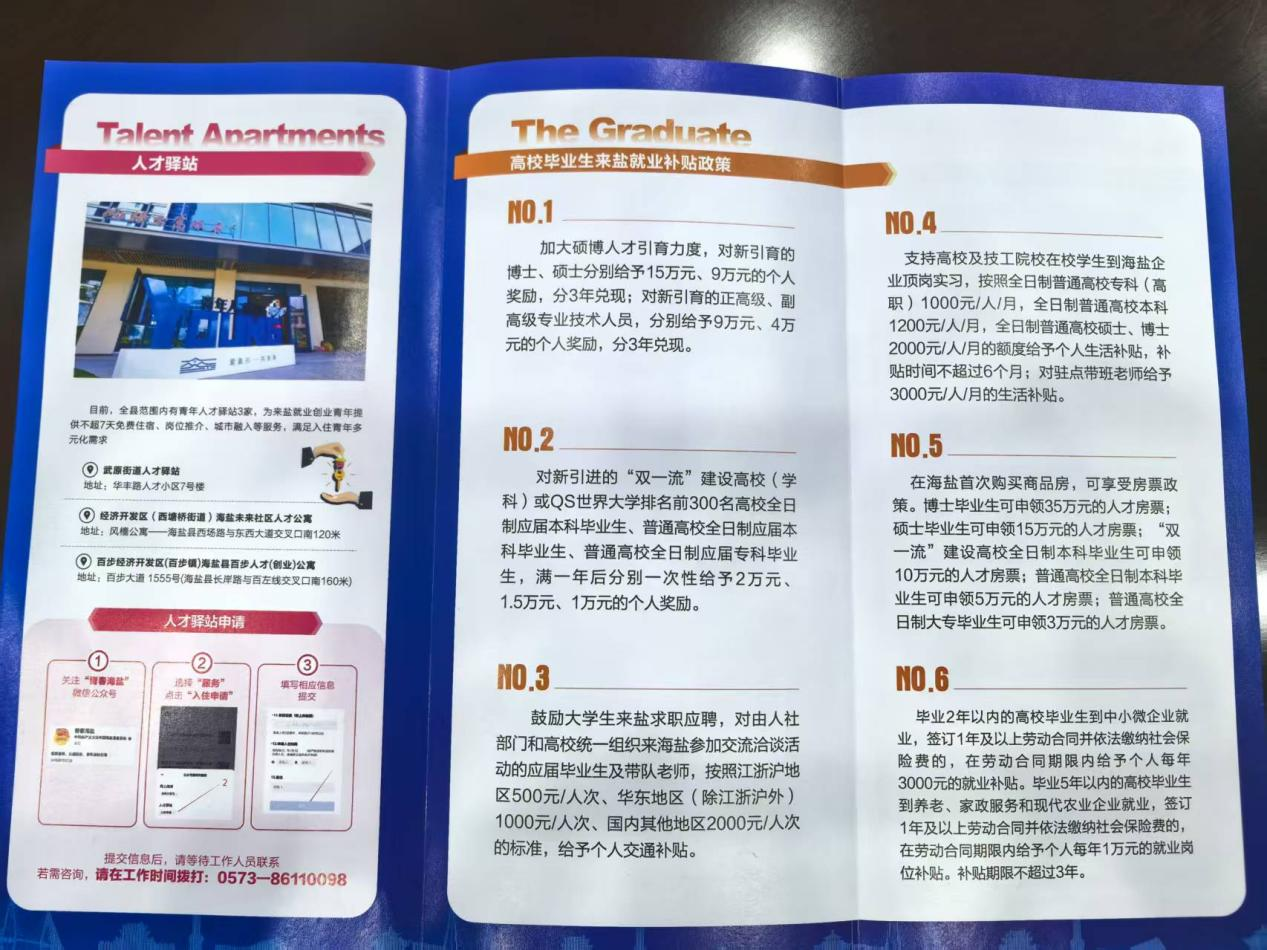 Talent Apartments
人才驿站
目前，全县范围内有青年人才驿站3家，为来盐就业创业青年提
供不超7天免费住宿、岗位推介、城市融入等服务，满足入住青年多
元化需求
武原街道人才驿站
地址：华丰路人才小区7号楼
经济开发区（西塘桥街道）海盐未来社区人才公寓
地址：风檐公寓——海盐县西场路与东西大道交叉口南120米
百步经济开发区(百步镇)海盐县百步人才(创业)公寓
地址：百步大道 1555号(海盐县长岸路与百左线交叉口南160米)
人才驿站申请
1
关注“青春海盐”
微信公众号
2
选择“服务”
点击“入住申请”
2
3
填写相应信息
提交
提交信息后，请等待工作人员联系
若需咨询，请在工作时间拨打：0573—86110098
The Graduate
高校毕业生来盐就业补贴政策
NO.1
加大硕博人才引育力度，对新引育的
博士、硕士分别给予15万元、9万元的个人
奖励，分3年兑现；对新引育的正高级、副
高级专业技术人员，分别给予9万元、4万
元的个人奖励，分3年兑现。
NO.2
对新引进的“双一流”建设高校（学
科）或QS世界大学排名前300名高校全日
制应届本科毕业生、普通高校全日制应届本
科毕业生、普通高校全日制应届专科毕业
生，满一年后分别一次性给予2万元、
1.5万元、1万元的个人奖励。
NO.3
鼓励大学生来盐求职应聘，对由人社
部门和高校统一组织来海盐参加交流洽谈活
动的应届毕业生及带队老师，按照江浙沪地
区500元/人次、华东地区（除江浙沪外）
1000元/人次、国内其他地区2000元/人次
的标准，给予个人交通补贴。
NO.4
支持高校及技工院校在校学生到海盐企
业顶岗实习，按照全日制普通高校专科（高
职）1000元/人/月，全日制普通高校本科
1200元/人/月，全日制普通高校硕士、博士
2000元/人/月的额度给予个人生活补贴，补
贴时间不超过6个月；对驻点带班老师给予
3000元/人/月的生活补贴。
NO.5
在海盐首次购买商品房，可享受房票政
策。博士毕业生可申领35万元的人才房票；
硕士毕业生可申领15万元的人才房票；“双
一流”建设高校全日制本科毕业生可申领
10万元的人才房票；普通高校全日制本科毕
业生可申领5万元的人才房票；普通高校全
日制大专毕业生可申领3万元的人才房票。
NO.6
毕业2年以内的高校毕业生到中小微企业就
业，签订1年及以上劳动合同并依法缴纳社会保
险费的，在劳动合同期限内给予个人每年
3000元的就业补贴。毕业5年以内的高校毕业生
到养老、家政服务和现代农业企业就业，签订
1年及以上劳动合同并依法缴纳社会保险费的，
在劳动合同期限内给予个人每年1万元的就业岗
位补贴。补贴期限不超过3年。